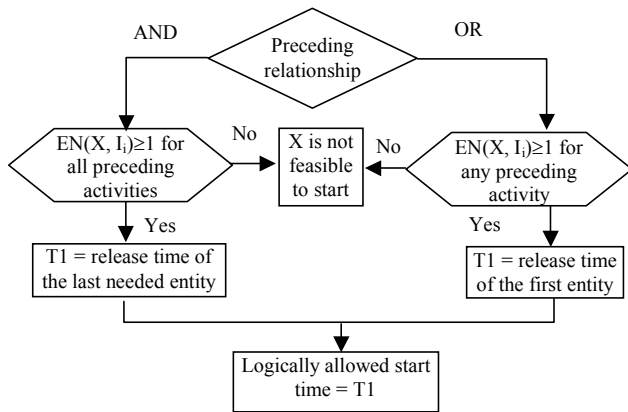 AND
Preceding
relationship
OR
EN(X, Iᵢ)≥1 for
all preceding
activities
No
X is not
feasible
to start
No
EN(X, Iᵢ)≥1 for
any preceding
activity
Yes
Yes
T1 = release time of
the last needed entity
T1 = release time
of the first entity
Logically allowed start
time = T1